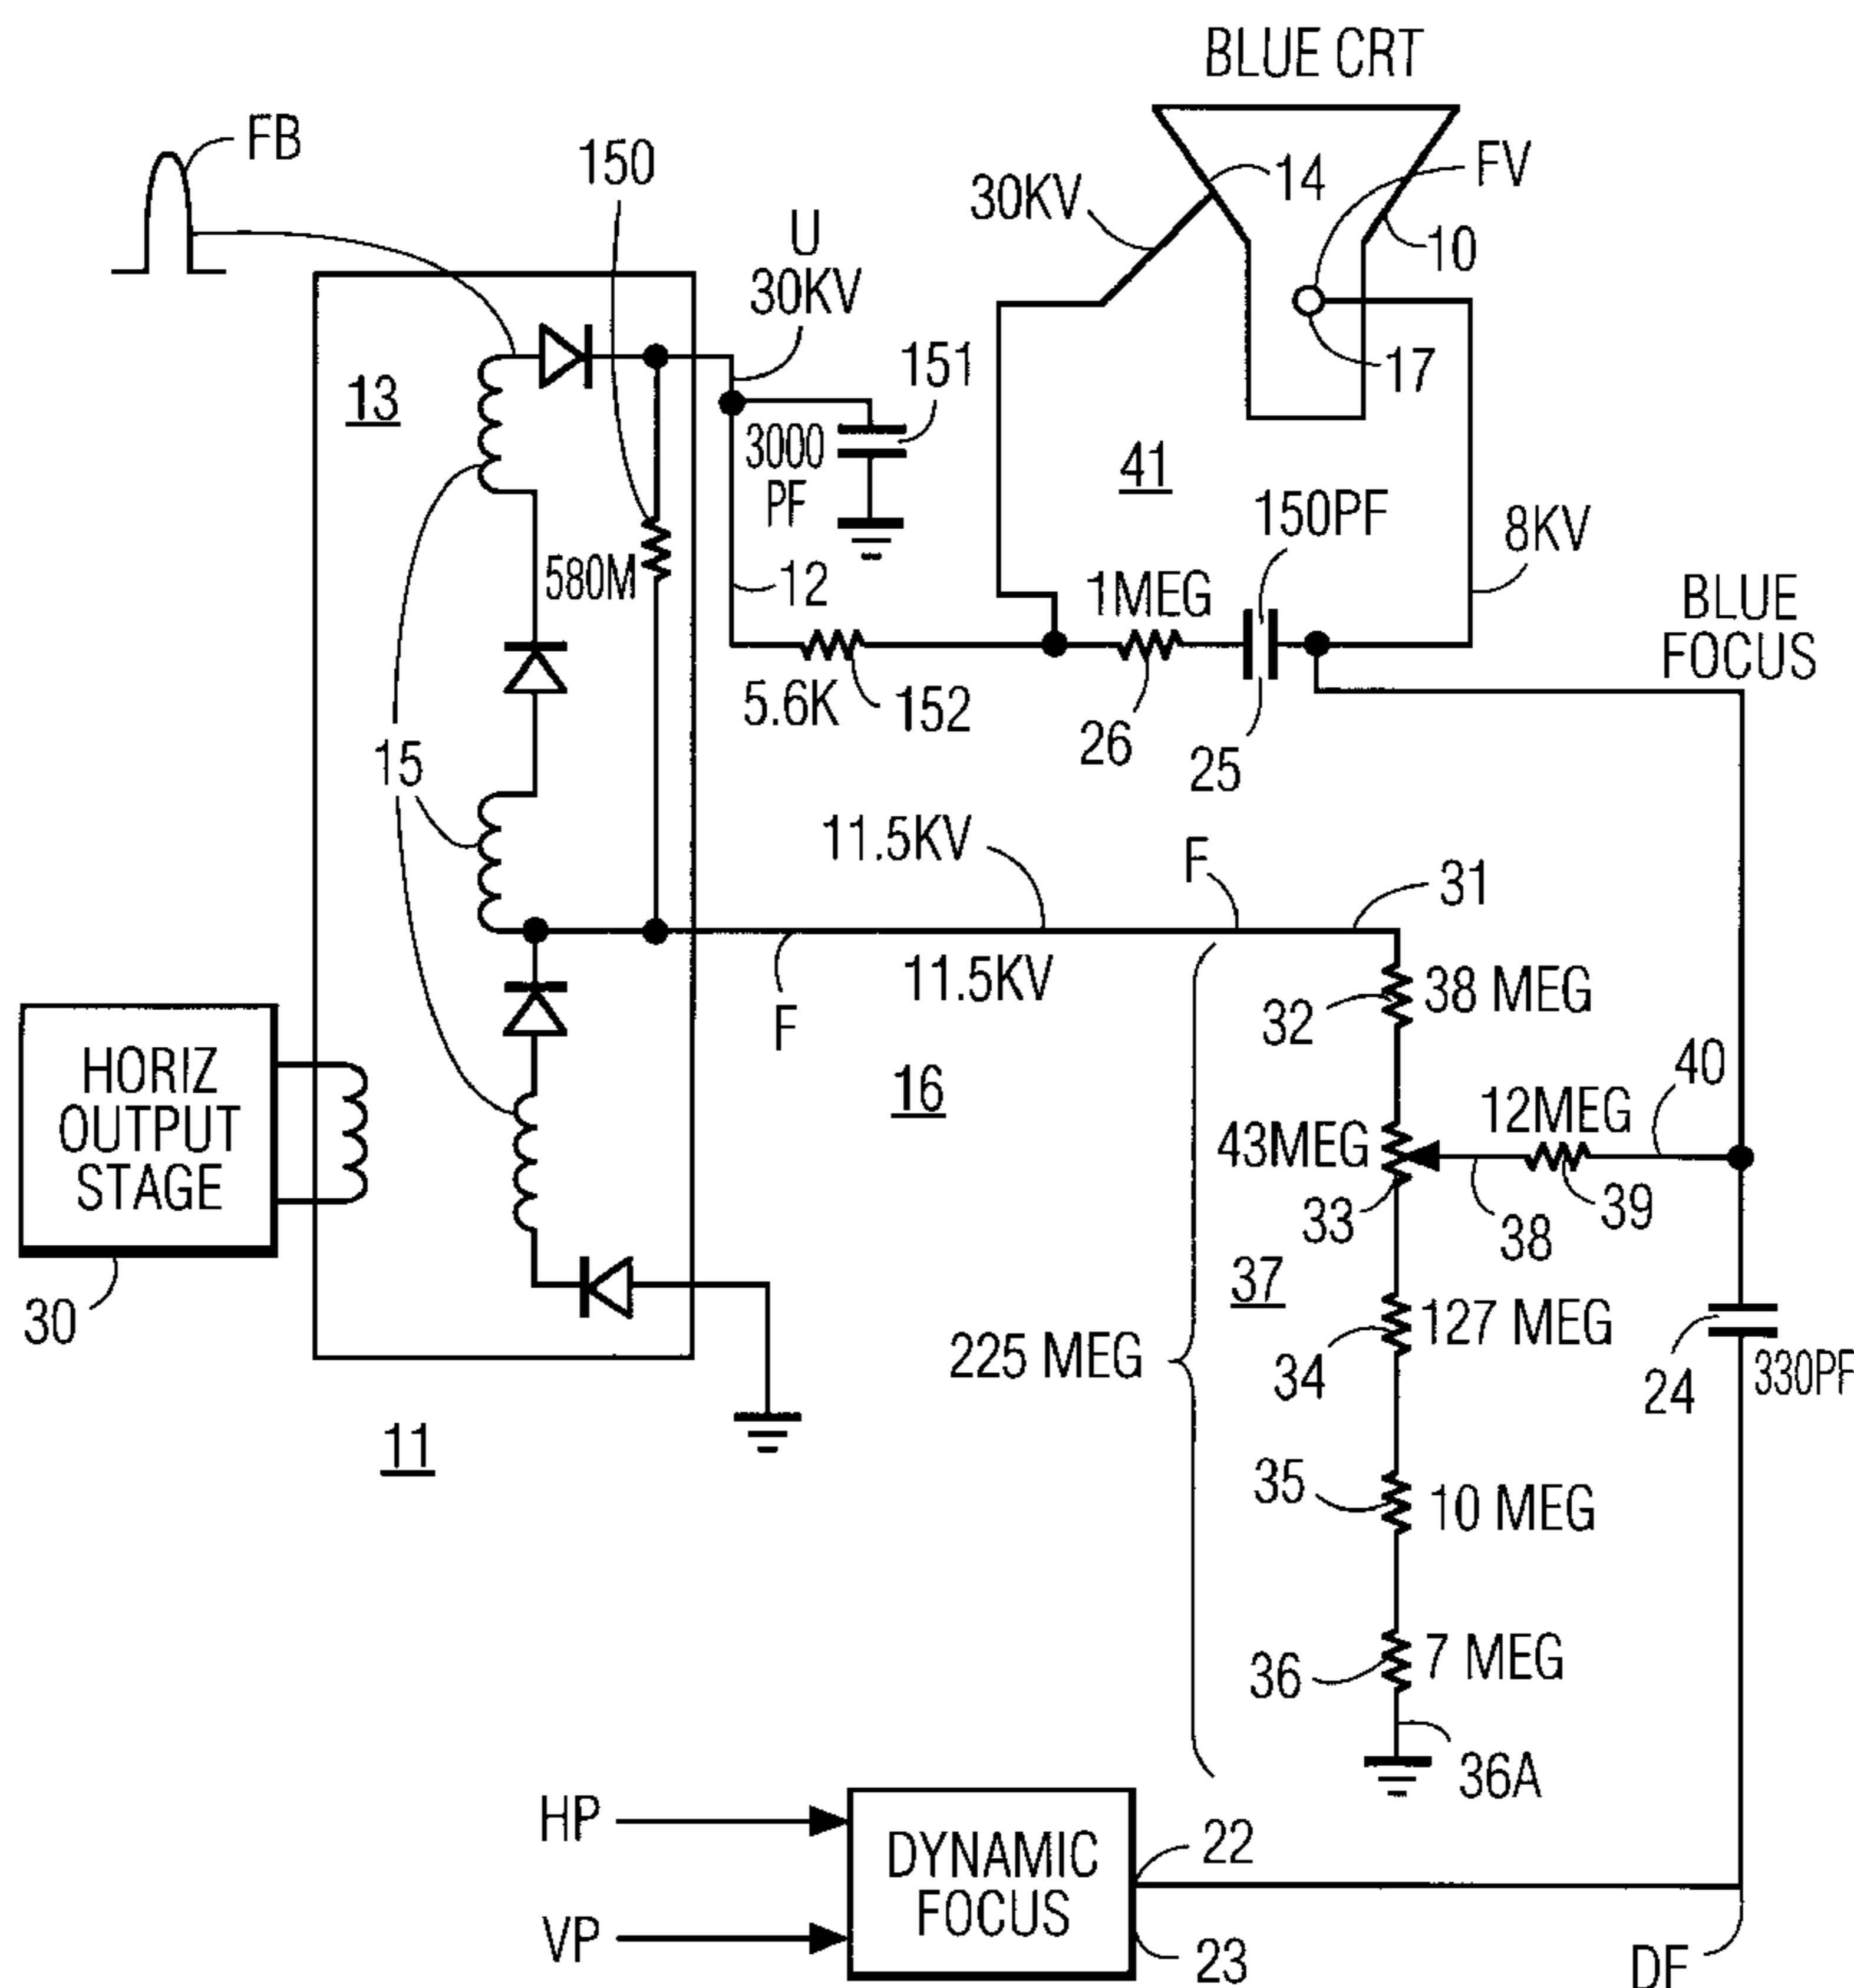 BLUE CRT
FB
150
14
FV
30KV
10
U
30KV
151
17
13
3000
PF
41
150PF
8KV
580M
12
1MEG
BLUE
FOCUS
5.6K
152
26
25
15
11.5KV
F
31
11.5KV
F
32
38 MEG
HORIZ
OUTPUT
STAGE
16
40
12MEG
43MEG
33
38
39
30
37
225 MEG
34
127 MEG
24
330PF
11
35
10 MEG
36
7 MEG
36A
HP
22
DYNAMIC
FOCUS
VP
23
DF